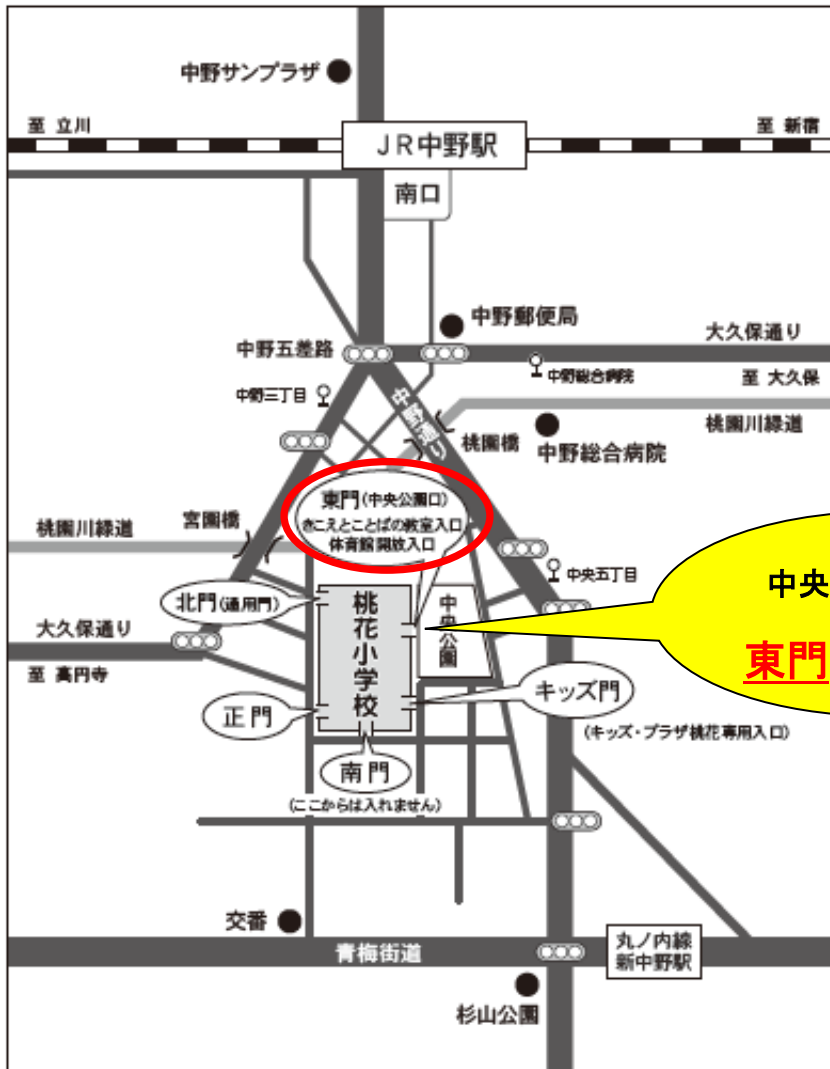 中野サンプラザ
至 立川
至 新宿
JR中野駅
南口
中野郵便局
大久保通り
中野五差路
中野総合病院
至 大久保
中野三丁目
中野通り
桃園橋
桃園川緑道
中野総合病院
東門(中央公園口)
きこえとことばの教室入口
体育館開放入口
宮園橋
桃園川緑道
中央五丁目
中央
北門(通用門)
桃花小学校
中央公園
大久保通り
東門
至 高円寺
キッズ門
正門
(キッズ・プラザ桃花専用入口)
南門
(ここからは入れません)
交番
青梅街道
丸ノ内線
新中野駅
杉山公園